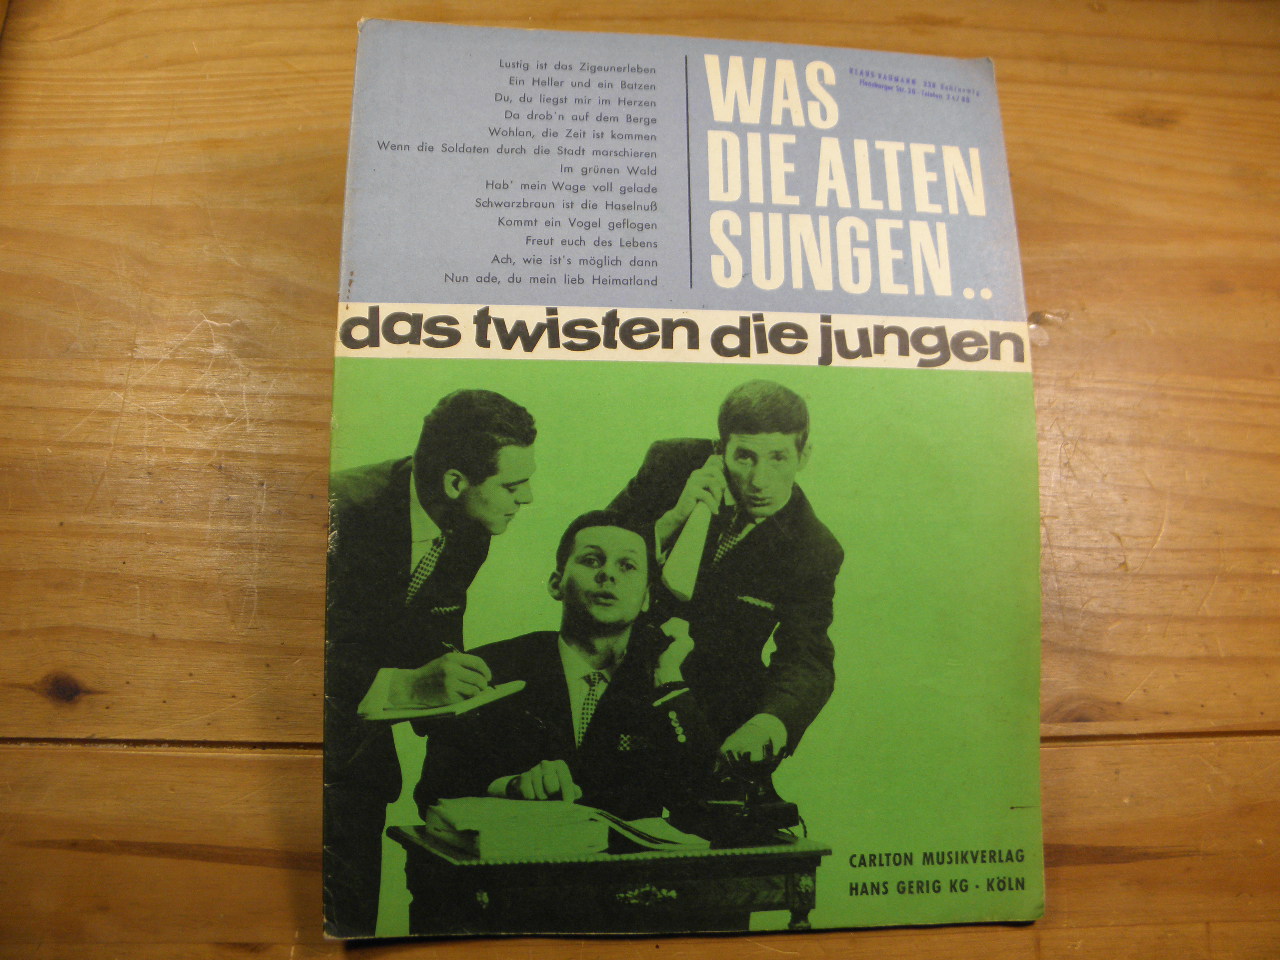 Lustig ist das Zigeunerleben
Ein Heller und ein Batzen
Du, du liegst mir im Herzen
Da drob'n auf dem Berge
Wohlan, die Zeit ist kommen
Wenn die Soldaten durch die Stadt marschieren
Im grünen Wald
Hab' mein Wage voll gelade
Schwarzbraun ist die Haselnuß
Kommt ein Vogel geflogen
Freut euch des Lebens
Ach, wie ist's möglich dann
Nun ade, du mein lieb Heimatland
WAS
DIE ALTEN
SUNGEN..
KLAUS
Flensburger Str.
das twisten die jungen
CARLTON MUSIKVERLAG
HANS GERIG KG - KÖLN